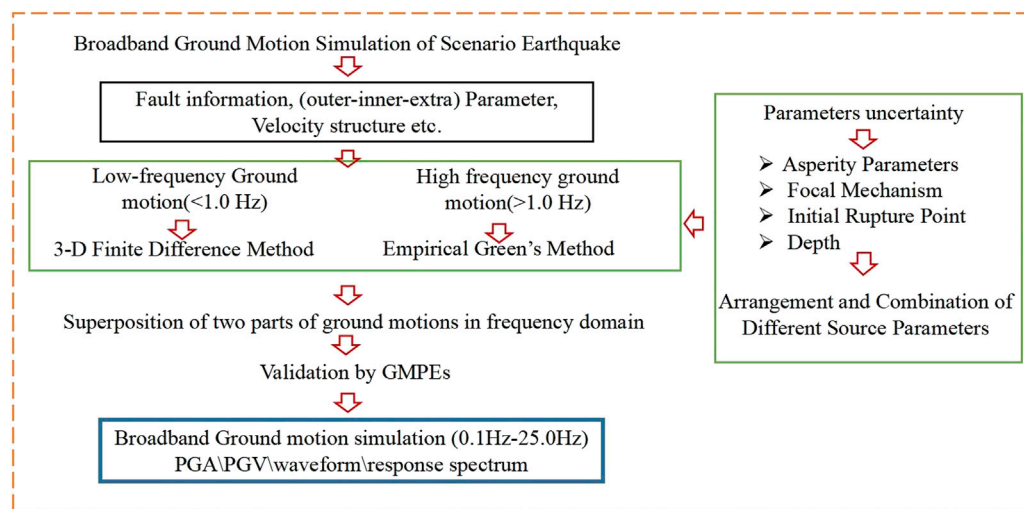 Broadband Ground Motion Simulation of Scenario Earthquake
Fault information, (outer-inner-extra) Parameter,
Velocity structure etc.
Low-frequency Ground
motion(<1.0 Hz)
3-D Finite Difference Method
High frequency ground
motion(>1.0 Hz)
Empirical Green's Method
Superposition of two parts of ground motions in frequency domain
Validation by GMPEs
Broadband Ground motion simulation (0.1Hz-25.0Hz)
PGA\PGV\waveform\response spectrum
Parameters uncertainty
➢ Asperity Parameters
➢ Focal Mechanism
➢ Initial Rupture Point
➢ Depth
Arrangement and Combination of
Different Source Parameters